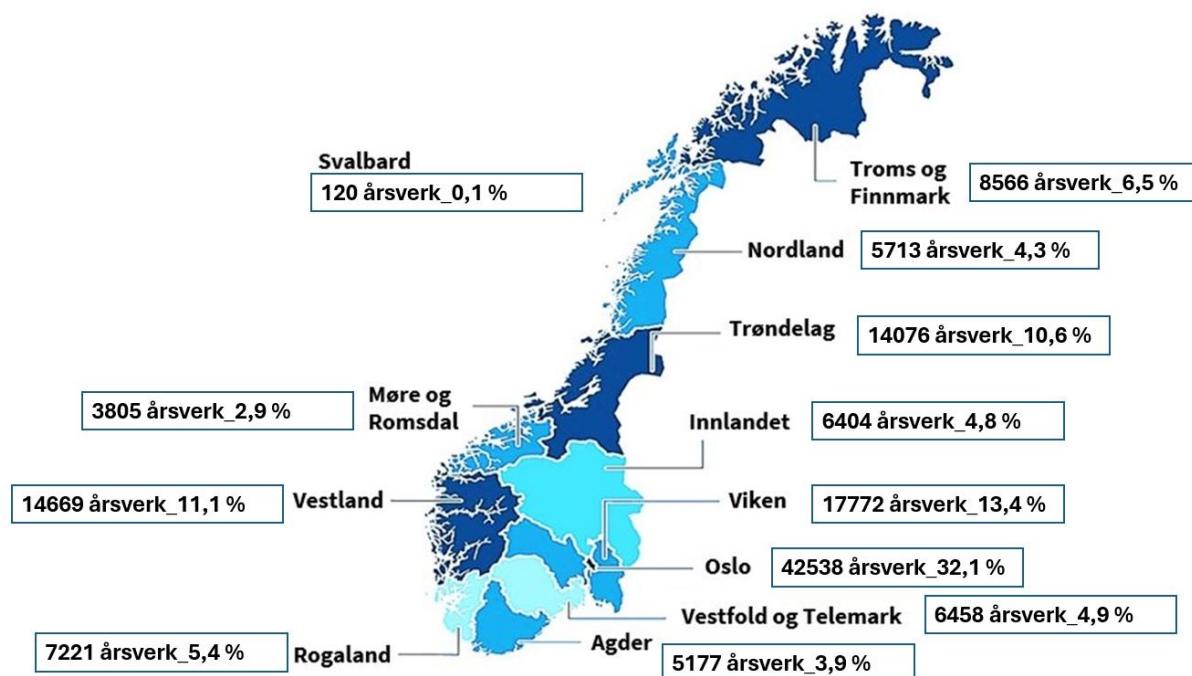 Svalbard
120 årsverk_0,1 %
Troms og
Finnmark
8566 årsverk_6,5 %
Nordland
5713 årsverk_4,3 %
Trøndelag
14076 årsverk_10,6 %
Møre og
Romsdal
3805 årsverk_2,9 %
Innlandet
6404 årsverk_4,8 %
Vestland
14669 årsverk_11,1 %
Viken
17772 årsverk_13,4 %
Oslo
42538 årsverk_32,1 %
Vestfold og Telemark
6458 årsverk_4,9 %
Rogaland
7221 årsverk_5,4 %
Agder
5177 årsverk_3,9 %